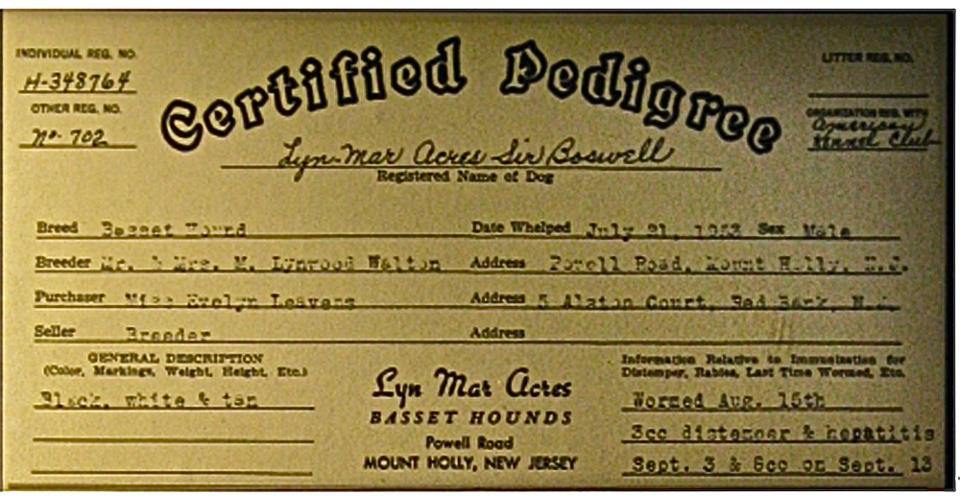 INDIVIDUAL REG. NO.
H-348764
OTHER REG. NO.
No. 702
Certified Pedigree
LITTER REG. NO.
ORGANIZATION REG. WITH
American
Kennel Club
Lyn-Mar Acres Sir Boswell
Registered Name of Dog
Breed Basset Hound Date Whelped July 21, 1953 Sex Male
Breeder Mr. & Mrs. M. Lynwood Walton Address Powell Road, Mount Holly, N.J.
Purchaser Miss Evelyn Leavens Address 5 Alston Court, Red Bank, N.J.
Seller Breeder Address
GENERAL DESCRIPTION
(Color, Markings, Weight, Height, Etc.)
Black, white & tan
Lyn Mar Acres
BASSET HOUNDS
Powell Road
MOUNT HOLLY, NEW JERSEY
Information Relative to Immunization for
Distemper, Rabies, Last Time Wormed, Etc.
Wormed Aug. 15th
3cc distemper & hepatitis
Sept. 3 & 6cc on Sept. 13